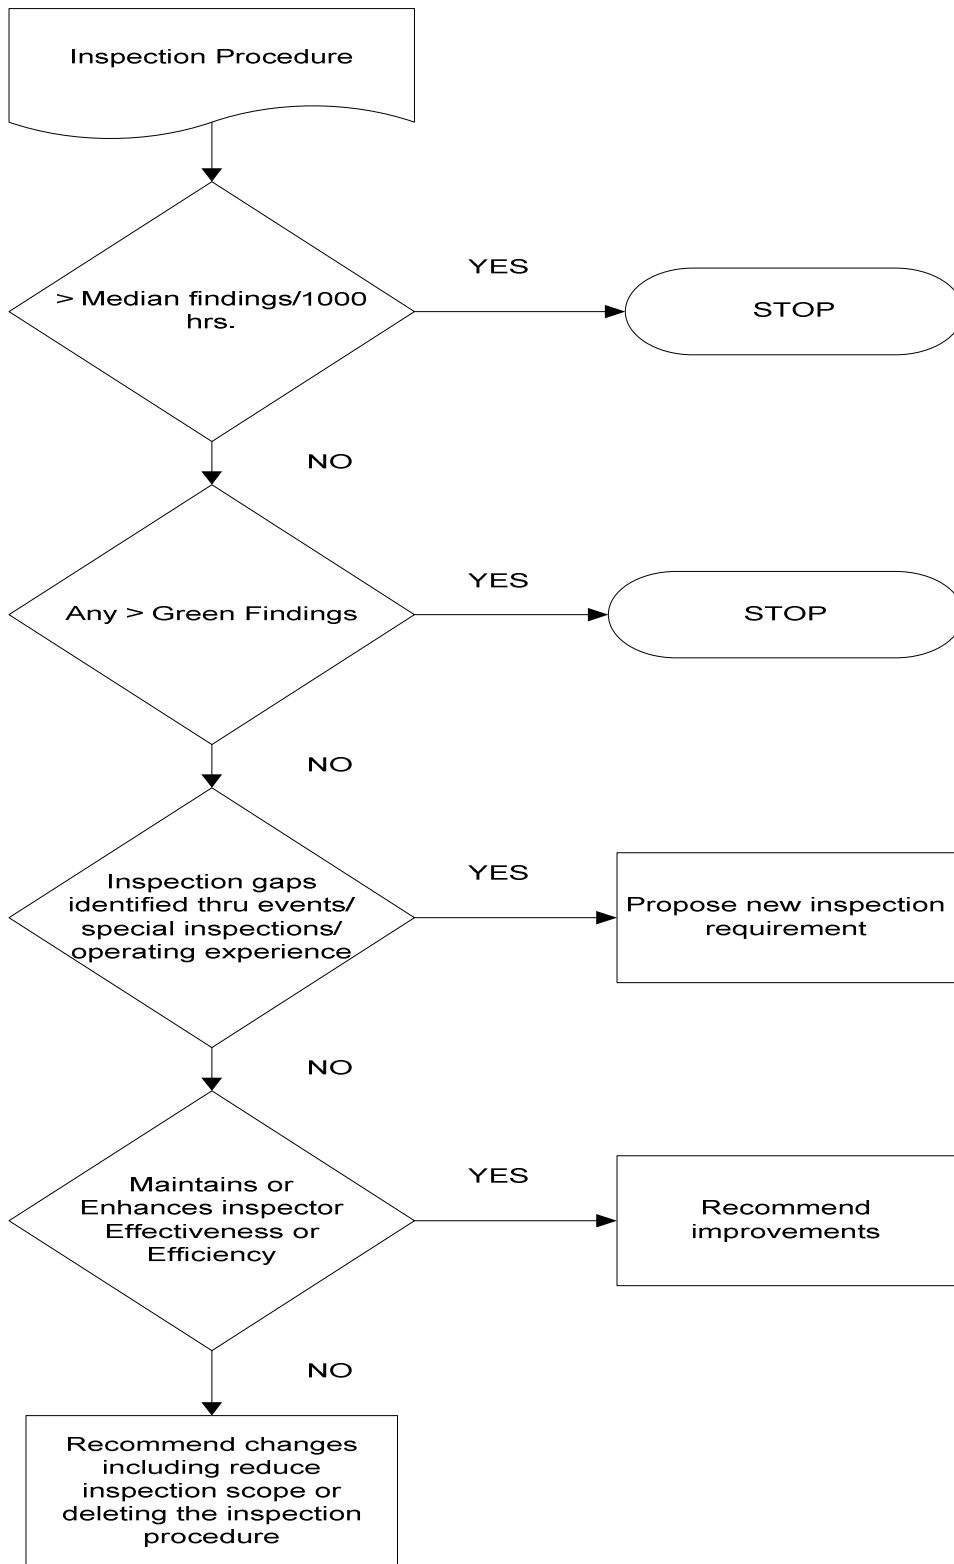 Inspection Procedure
YES
> Median findings/1000
hrs.
STOP
NO
YES
Any > Green Findings
STOP
NO
YES
Inspection gaps
identified thru events/
special inspections/
operating experience
Propose new inspection
requirement
NO
YES
Maintains or
Enhances inspector
Effectiveness or
Efficiency
Recommend
improvements
NO
Recommend changes
including reduce
inspection scope or
deleting the inspection
procedure